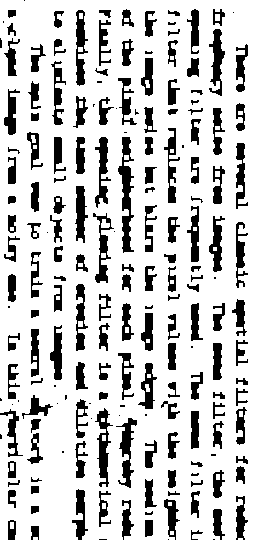 There are several classic spatial filters for
frequency noise from images. The mean filter, the
opening filter are frequently used. The mean filter
filter that replaces the pixel values with the
the image noise but blurs the image edges. The median
of the pixel neighborhood for each pixel, thereby
Finally, the opening closing filter is a mathematical
combines the same number of erosion and dilation
to eliminate small objects from images.
The main goal was to train a neural network in a
image from a noisy one. In this particular